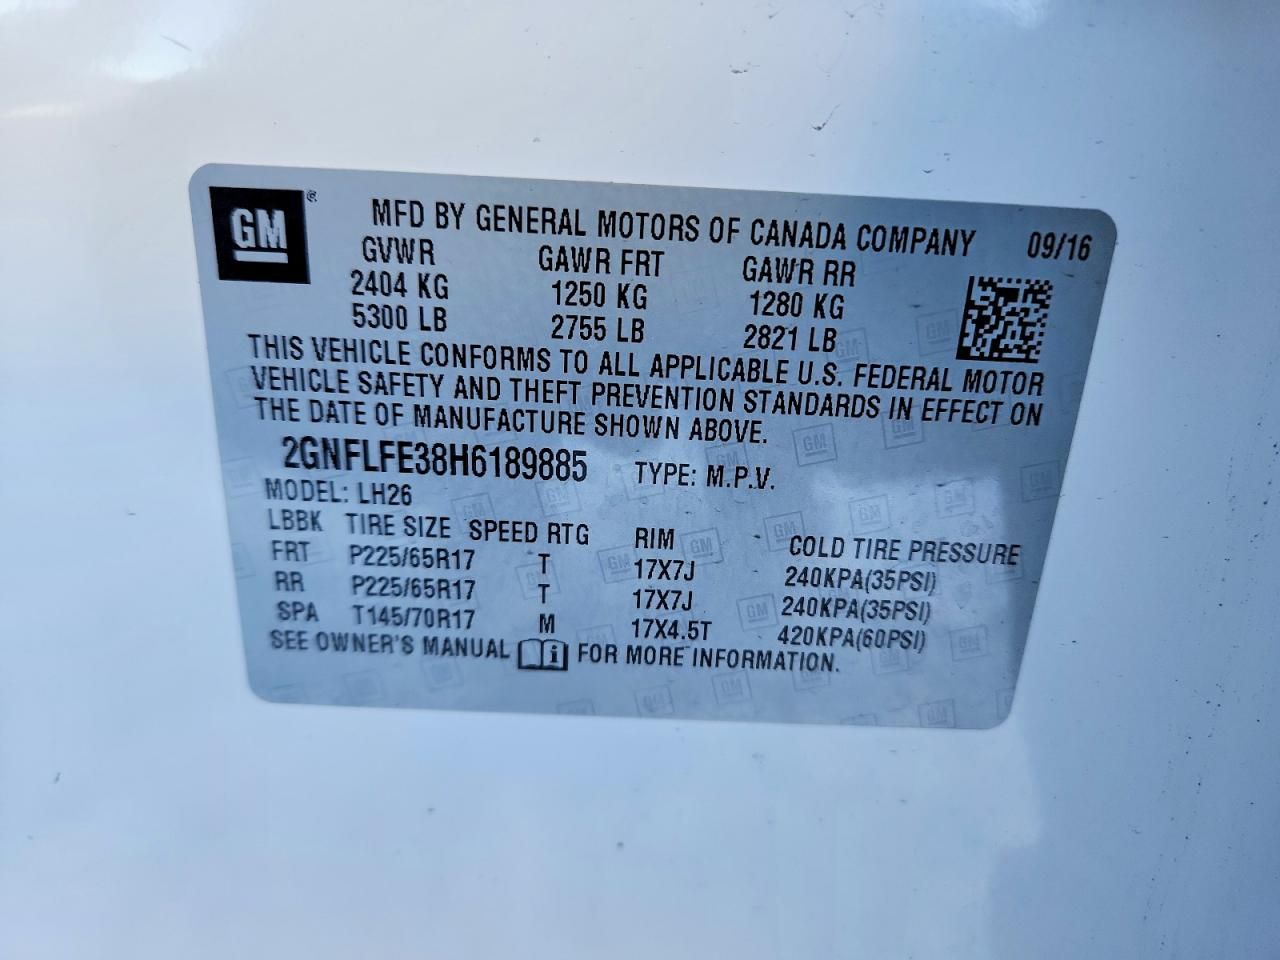 GM ® MFD BY GENERAL MOTORS OF CANADA COMPANY 09/16
GVWR GAWR FRT GAWR RR
2404 KG 1250 KG 1280 KG
5300 LB 2755 LB 2821 LB
THIS VEHICLE CONFORMS TO ALL APPLICABLE U.S. FEDERAL MOTOR
VEHICLE SAFETY AND THEFT PREVENTION STANDARDS IN EFFECT ON
THE DATE OF MANUFACTURE SHOWN ABOVE.
2GNFLFE38H6189885 TYPE: M.P.V.
MODEL: LH26
LBBK TIRE SIZE SPEED RTG RIM COLD TIRE PRESSURE
FRT P225/65R17 T 17X7J 240KPA(35PSI)
RR P225/65R17 T 17X7J 240KPA(35PSI)
SPA T145/70R17 M 17X4.5T 420KPA(60PSI)
SEE OWNER'S MANUAL i FOR MORE INFORMATION.